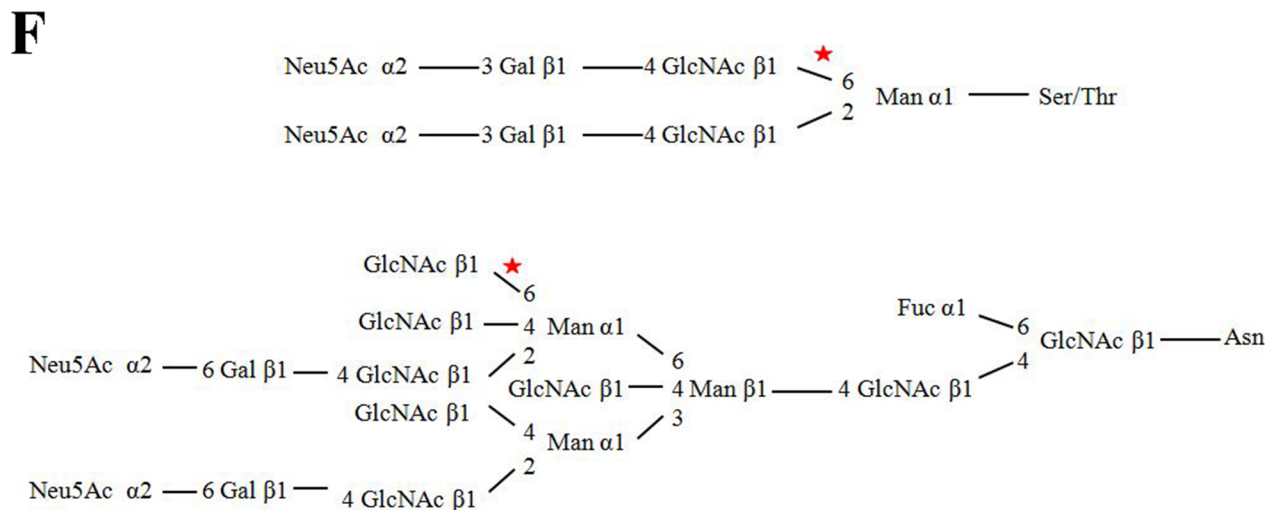 F
Neu5Ac α2 3 Gal β1 4 GlcNAc β1
6
Man α1 Ser/Thr
2
Neu5Ac α2 3 Gal β1 4 GlcNAc β1
GlcNAc β1
6
GlcNAc β1 4 Man α1
2
Neu5Ac α2 6 Gal β1 4 GlcNAc β1
Fuc α1
6
GlcNAc β1 Asn
4
6
GlcNAc β1 4 Man β1 4 GlcNAc β1
3
GlcNAc β1
4
Man α1
2
Neu5Ac α2 6 Gal β1 4 GlcNAc β1